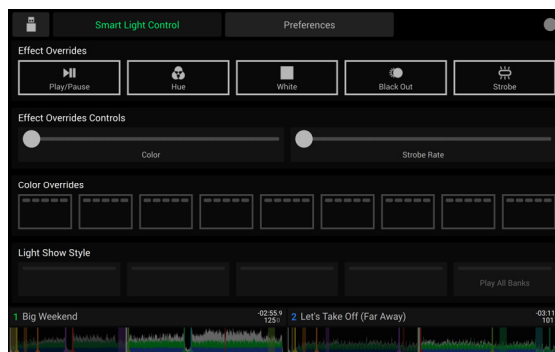 Smart Light Control
Preferences
Effect Overrides
Play/Pause
Hue
White
Black Out
Strobe
Effect Overrides Controls
Color
Strobe Rate
Color Overrides
Light Show Style
Play All Banks
1 Big Weekend
-02:55.9
125.0
2 Let's Take Off (Far Away)
-03:11
101